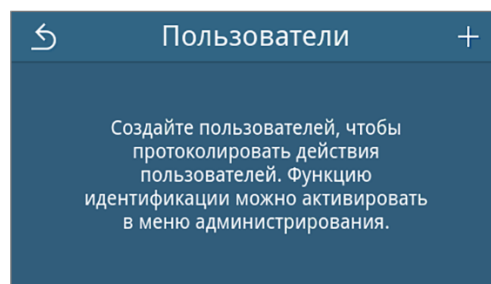 Пользователи
Создайте пользователей, чтобы
протоколировать действия
пользователей. Функцию
идентификации можно активировать
в меню администрирования.